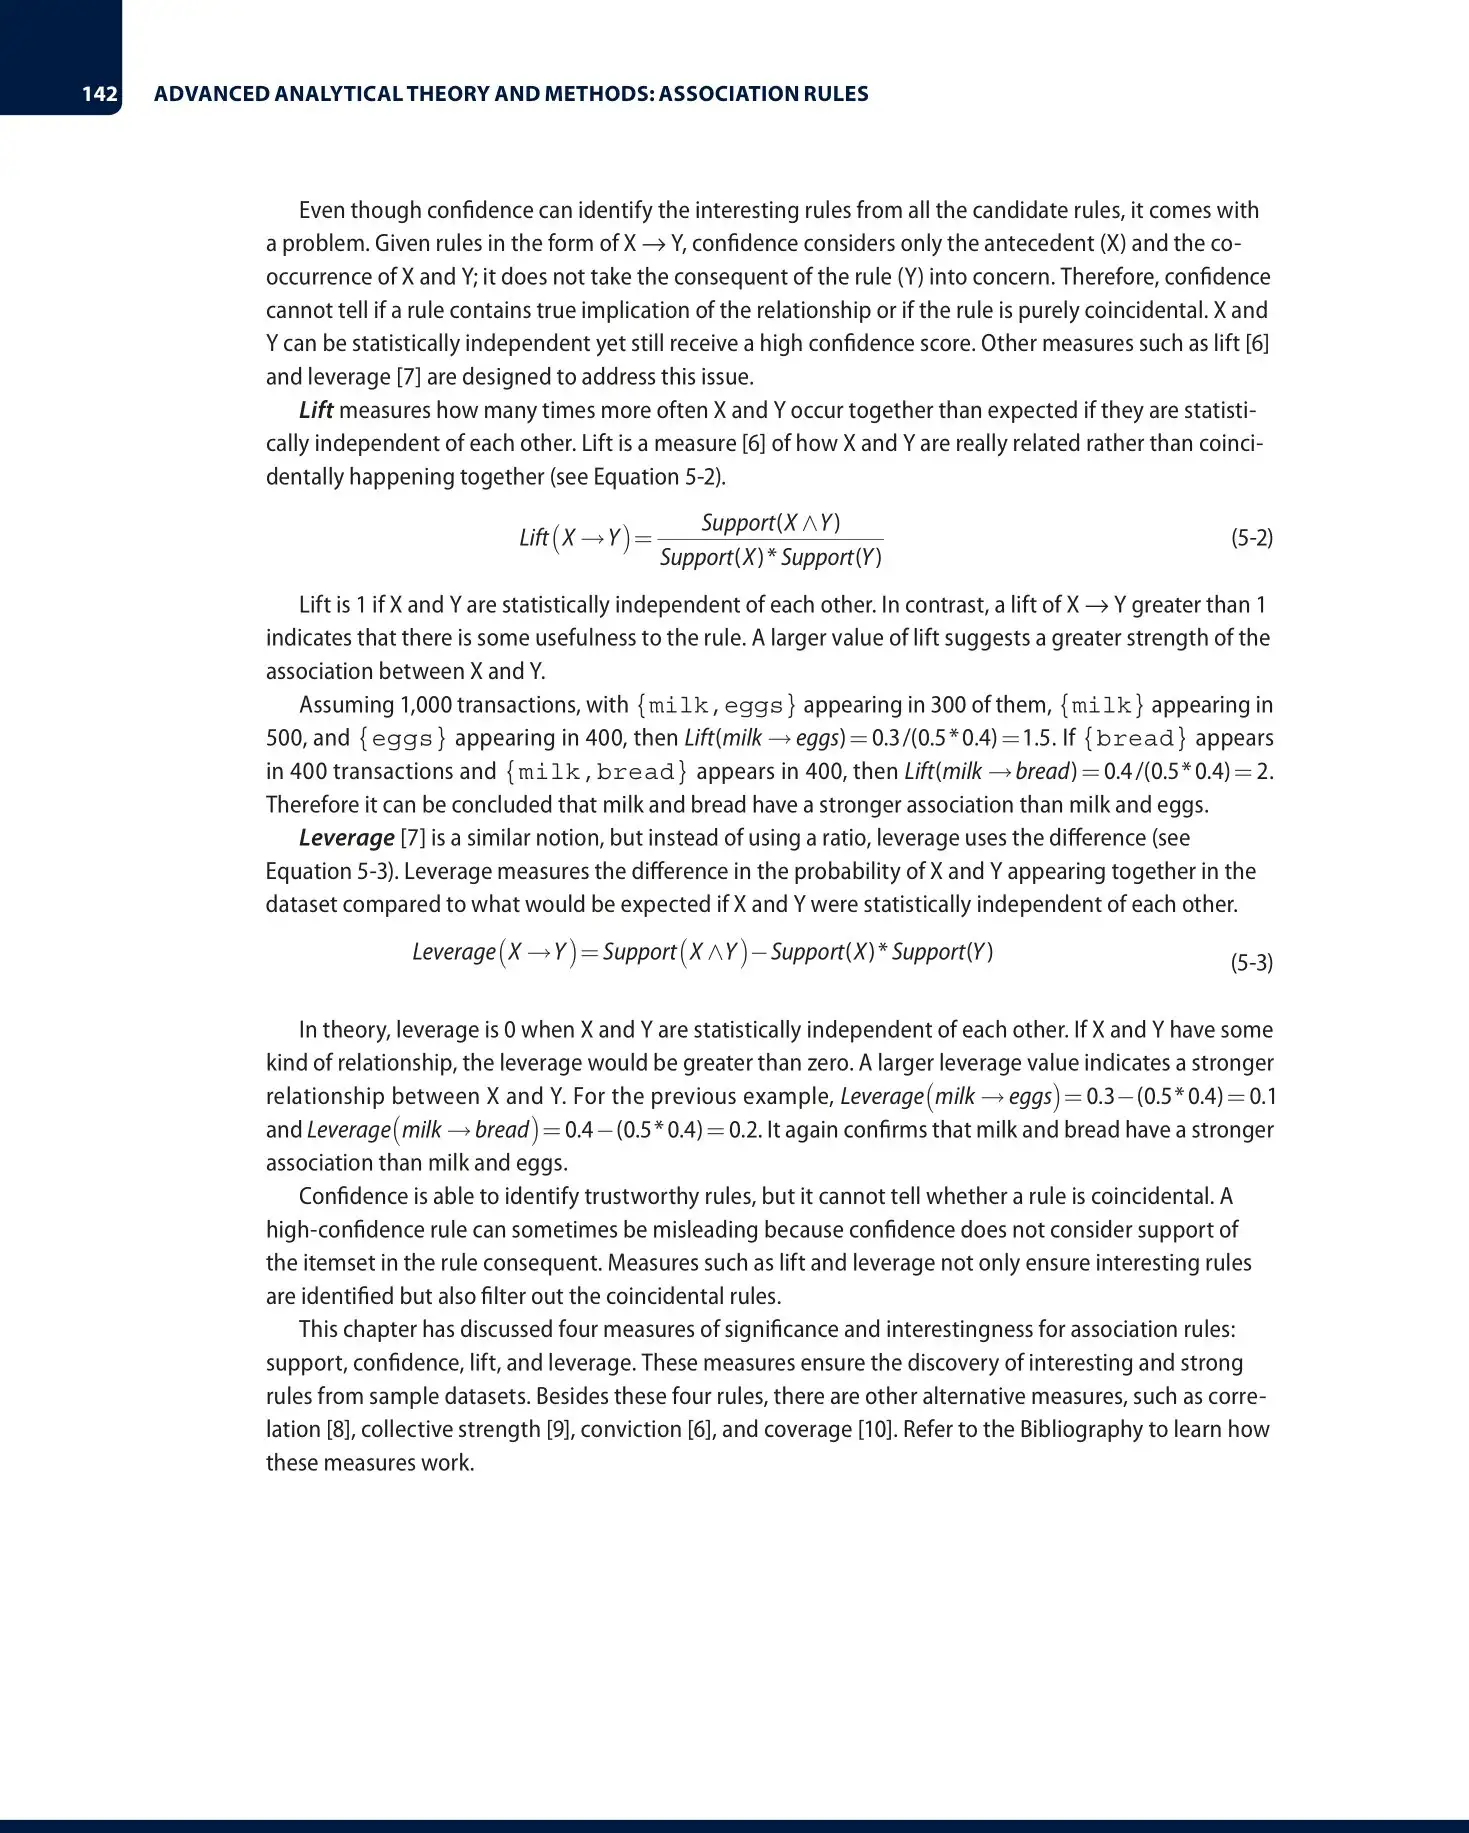 142 ADVANCED ANALYTICAL THEORY AND METHODS: ASSOCIATION RULES
Even though confidence can identify the interesting rules from all the candidate rules, it comes with
a problem. Given rules in the form of X → Y, confidence considers only the antecedent (X) and the co-
occurrence of X and Y; it does not take the consequent of the rule (Y) into concern. Therefore, confidence
cannot tell if a rule contains true implication of the relationship or if the rule is purely coincidental. X and
Y can be statistically independent yet still receive a high confidence score. Other measures such as lift [6]
and leverage [7] are designed to address this issue.
Lift measures how many times more often X and Y occur together than expected if they are statisti-
cally independent of each other. Lift is a measure [6] of how X and Y are really related rather than coinci-
dentally happening together (see Equation 5-2).
Lift(X → Y) = Support(X ∧ Y) / Support(X) * Support(Y) (5-2)
Lift is 1 if X and Y are statistically independent of each other. In contrast, a lift of X → Y greater than 1
indicates that there is some usefulness to the rule. A larger value of lift suggests a greater strength of the
association between X and Y.
Assuming 1,000 transactions, with {milk,eggs} appearing in 300 of them, {milk} appearing in
500, and {eggs} appearing in 400, then Lift(milk → eggs) = 0.3/(0.5*0.4) = 1.5. If {bread} appears
in 400 transactions and {milk,bread} appears in 400, then Lift(milk → bread) = 0.4/(0.5*0.4) = 2.
Therefore it can be concluded that milk and bread have a stronger association than milk and eggs.
Leverage [7] is a similar notion, but instead of using a ratio, leverage uses the difference (see
Equation 5-3). Leverage measures the difference in the probability of X and Y appearing together in the
dataset compared to what would be expected if X and Y were statistically independent of each other.
Leverage(X → Y) = Support(X ∧ Y) − Support(X) * Support(Y) (5-3)
In theory, leverage is 0 when X and Y are statistically independent of each other. If X and Y have some
kind of relationship, the leverage would be greater than zero. A larger leverage value indicates a stronger
relationship between X and Y. For the previous example, Leverage(milk → eggs) = 0.3 − (0.5*0.4) = 0.1
and Leverage(milk → bread) = 0.4 − (0.5*0.4) = 0.2. It again confirms that milk and bread have a stronger
association than milk and eggs.
Confidence is able to identify trustworthy rules, but it cannot tell whether a rule is coincidental. A
high-confidence rule can sometimes be misleading because confidence does not consider support of
the itemset in the rule consequent. Measures such as lift and leverage not only ensure interesting rules
are identified but also filter out the coincidental rules.
This chapter has discussed four measures of significance and interestingness for association rules:
support, confidence, lift, and leverage. These measures ensure the discovery of interesting and strong
rules from sample datasets. Besides these four rules, there are other alternative measures, such as corre-
lation [8], collective strength [9], conviction [6], and coverage [10]. Refer to the Bibliography to learn how
these measures work.